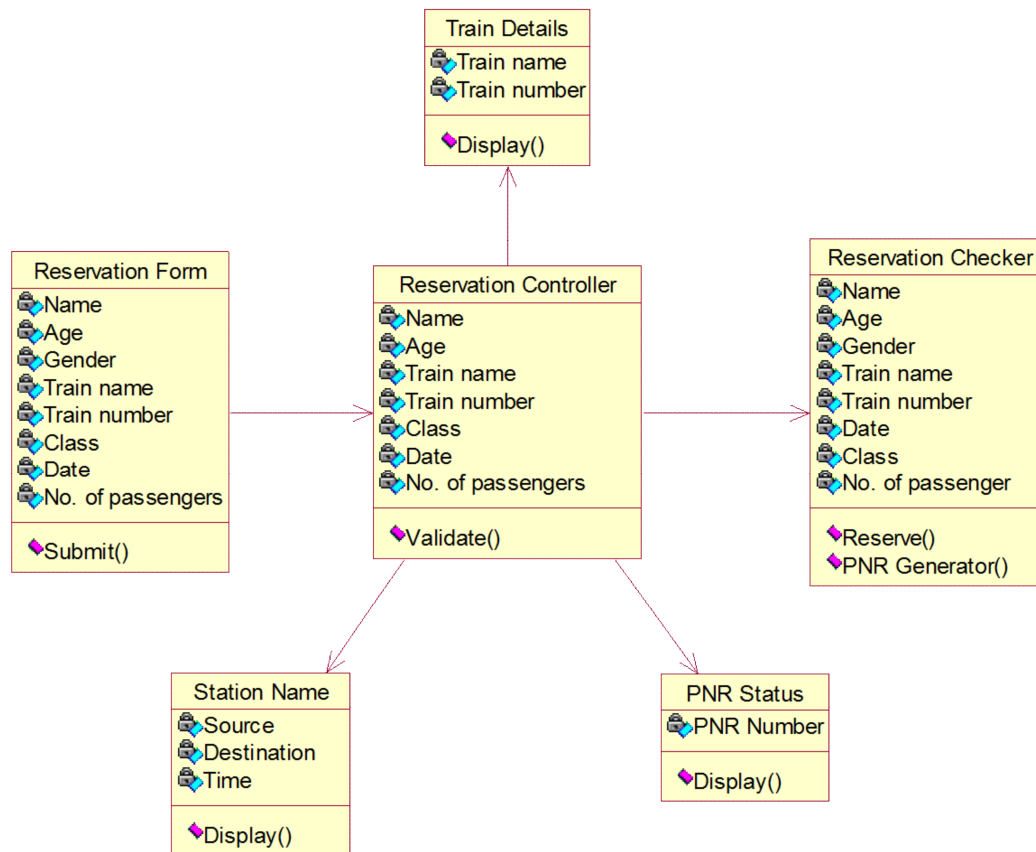 Train Details
Train name
Train number
Display()
Reservation Form
Name
Age
Gender
Train name
Train number
Class
Date
No. of passengers
Submit()
Reservation Controller
Name
Age
Train name
Train number
Class
Date
No. of passengers
Validate()
Reservation Checker
Name
Age
Gender
Train name
Train number
Date
Class
No. of passenger
Reserve()
PNR Generator()
Station Name
Source
Destination
Time
Display()
PNR Status
PNR Number
Display()